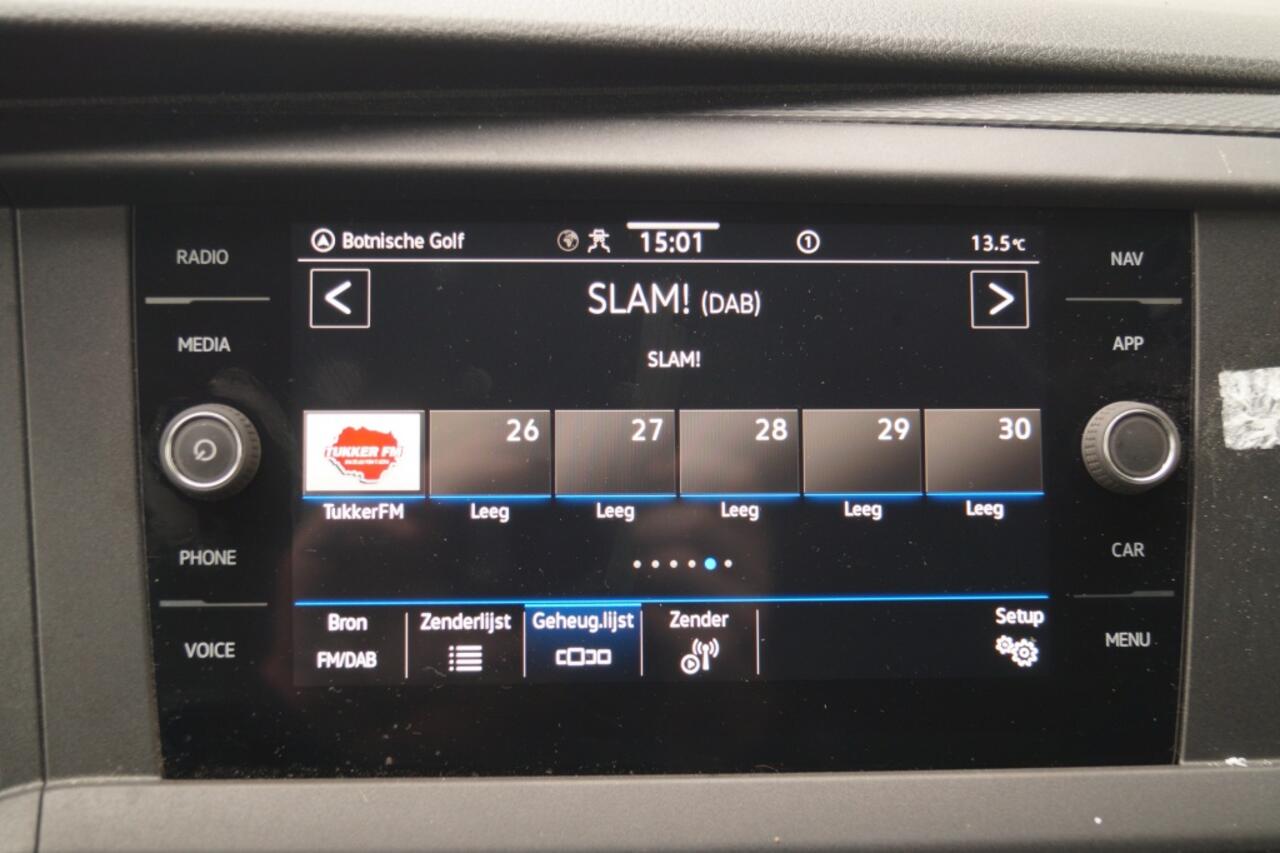 Botnische Golf 15:01 1 13.5°C
RADIO
MEDIA
PHONE
VOICE
NAV
APP
CAR
MENU
< SLAM! (DAB) >
SLAM!
TUKKER FM 26 27 28 29 30
TukkerFM Leeg Leeg Leeg Leeg Leeg
Bron Zenderlijst Geheug.lijst Zender Setup
FM/DAB